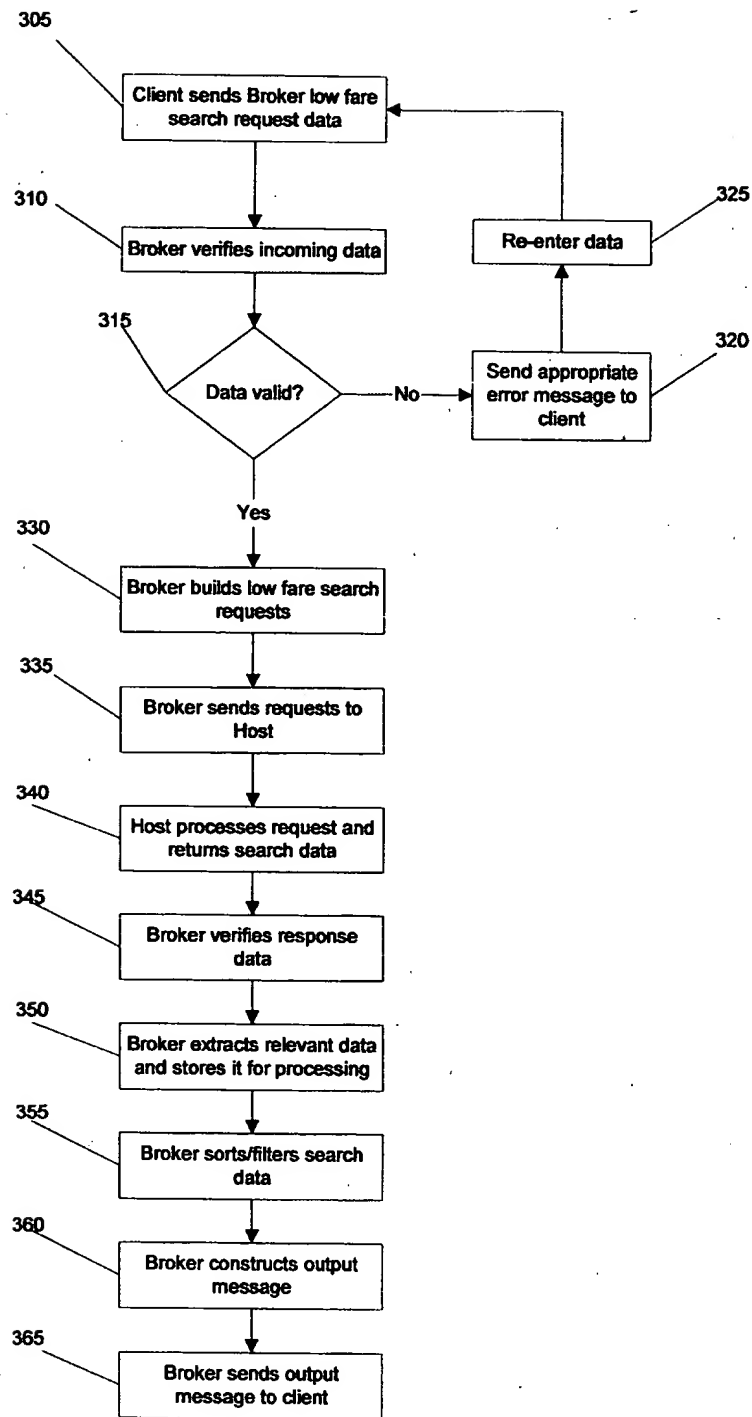 305
Client sends Broker low fare
search request data
310
Broker verifies incoming data
325
Re-enter data
315
Data valid?
No
320
Send appropriate
error message to
client
Yes
330
Broker builds low fare search
requests
335
Broker sends requests to
Host
340
Host processes request and
returns search data
345
Broker verifies response
data
350
Broker extracts relevant data
and stores it for processing
355
Broker sorts/filters search
data
360
Broker constructs output
message
365
Broker sends output
message to client